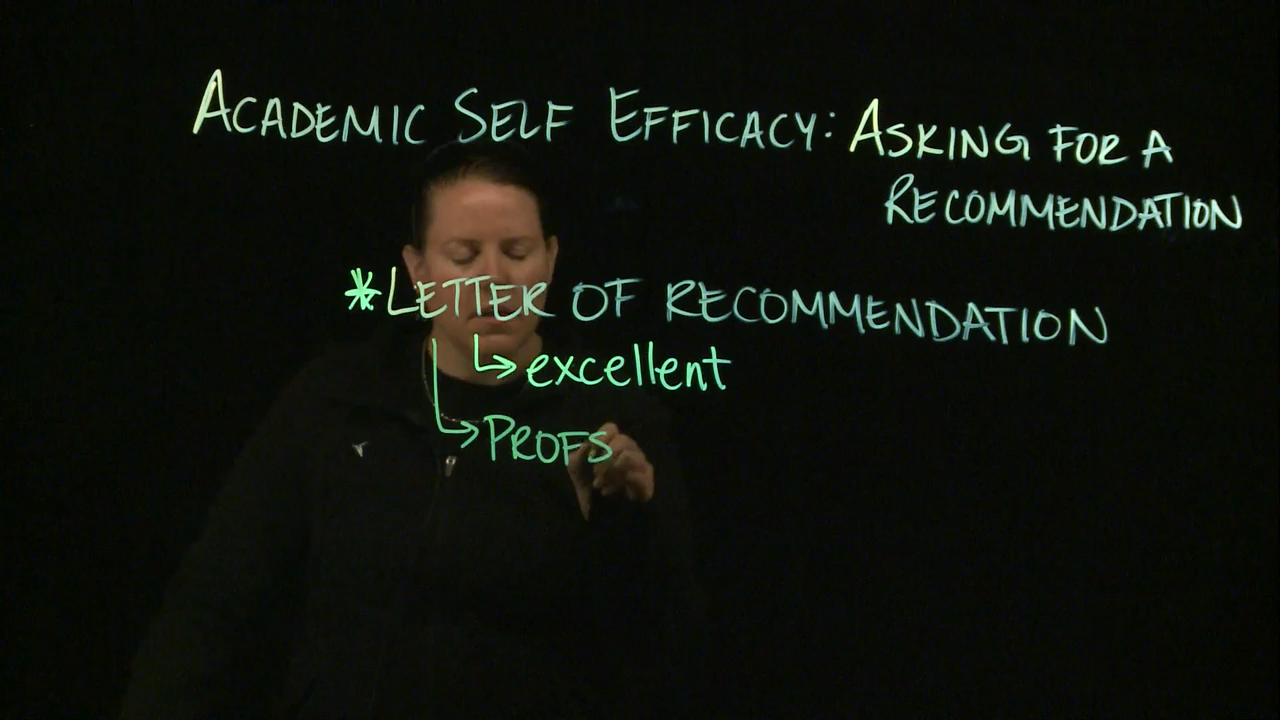 ACADEMIC SELF EFFICACY: ASKING FOR A
RECOMMENDATION
*LETTER OF RECOMMENDATION
excellent
PROFS